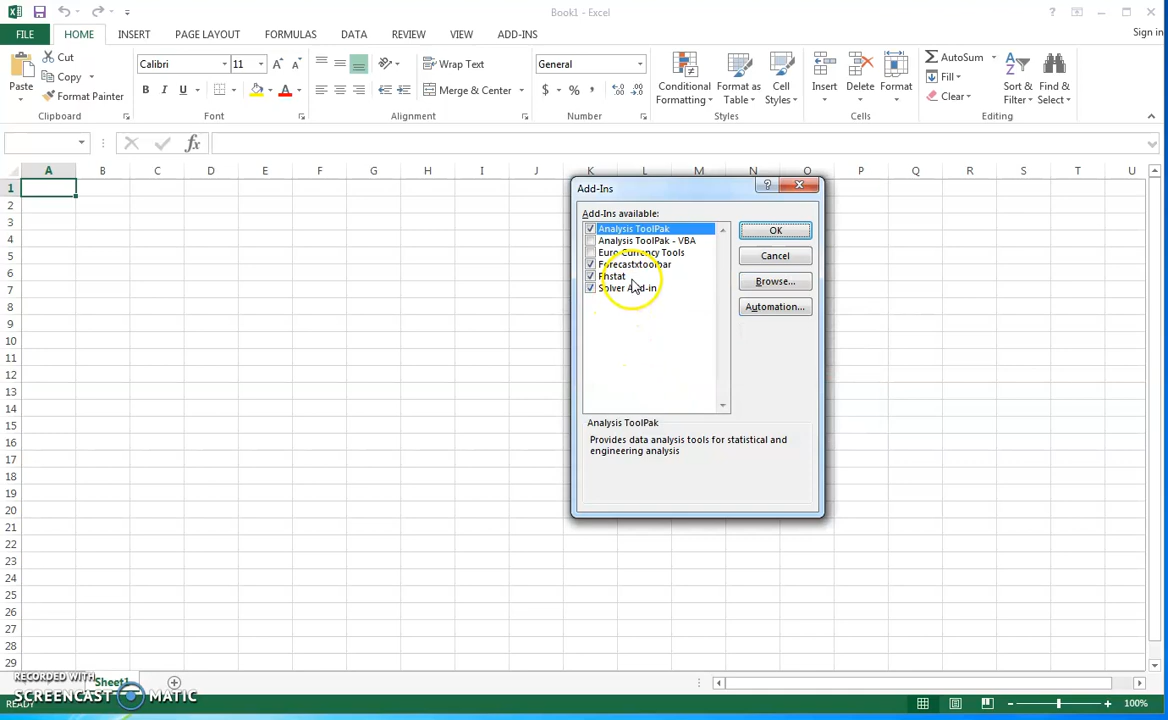 Book1 - Excel
FILE HOME INSERT PAGE LAYOUT FORMULAS DATA REVIEW VIEW ADD-INS Sign in
Paste
Cut
Copy
Format Painter
Clipboard
Calibri 11
B I U
Font
Wrap Text
Merge & Center
Alignment
General
$ % ,
Number
Conditional Formatting
Format as Table
Cell Styles
Styles
Insert
Delete
Format
Cells
AutoSum
Fill
Clear
Sort & Filter
Find & Select
Editing
fx
A B C D E F G H I J K L M N O P Q R S T U
1
2
3
4
5
6
7
8
9
10
11
12
13
14
15
16
17
18
19
20
21
22
23
24
25
26
27
28
29
Add-Ins
Add-Ins available:
Analysis ToolPak
Analysis ToolPak - VBA
Euro Currency Tools
Forecastxtoolbar
Phstat
Solver Add-in
OK
Cancel
Browse...
Automation...
Analysis ToolPak
Provides data analysis tools for statistical and
engineering analysis
Sheet1
RECORDED WITH
SCREENCAST MATIC
READY
100%